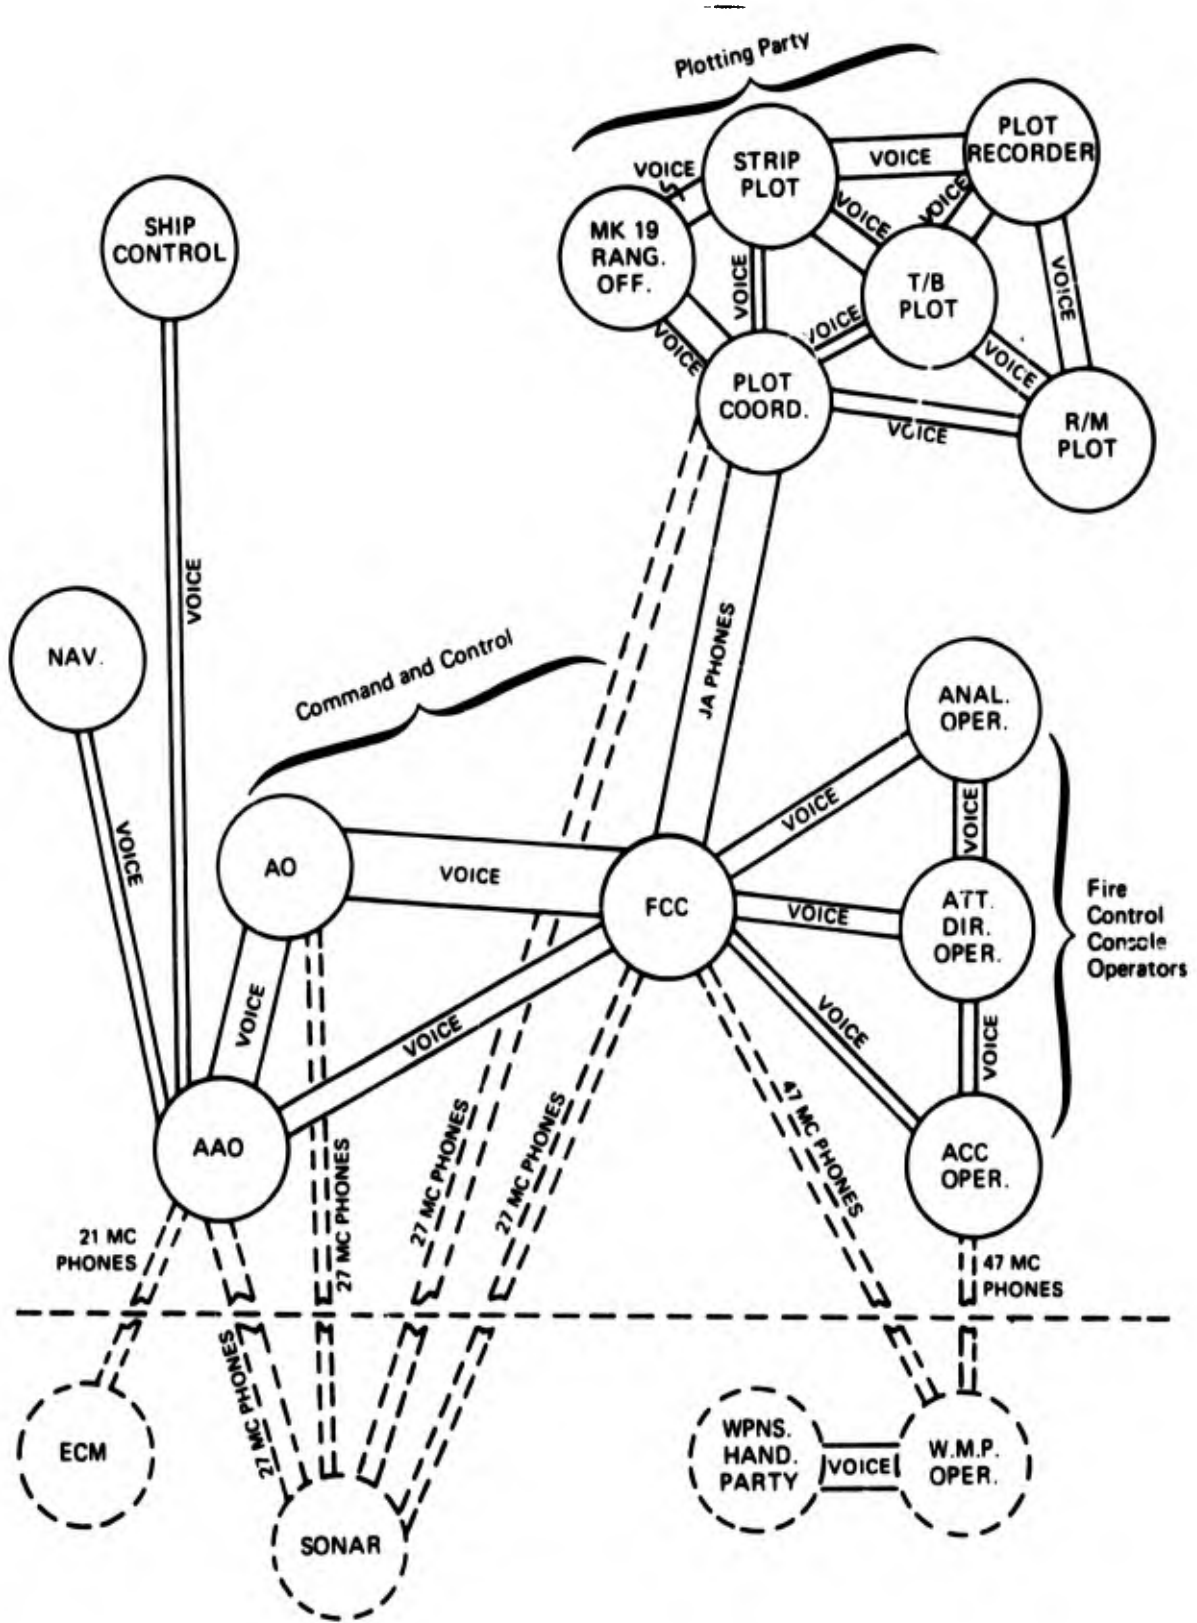 Plotting Party
PLOT
RECORDER
STRIP
PLOT
VOICE
VOICE
MK 19
RANG.
OFF.
VOICE
VOICE
VOICE
T/B
PLOT
VOICE
VOICE
VOICE
VOICE
VOICE
PLOT
COORD.
VOICE
R/M
PLOT
SHIP
CONTROL
VOICE
NAV.
VOICE
Command and Control
JA PHONES
AO
VOICE
FCC
VOICE
ANAL.
OPER.
VOICE
VOICE
ATT.
DIR.
OPER.
Fire
Control
Console
Operators
VOICE
VOICE
ACC
OPER.
VOICE
VOICE
AAO
21 MC
PHONES
27 MC PHONES
27 MC PHONES
27 MC PHONES
47 MC PHONES
47 MC
PHONES
27 MC PHONES
ECM
SONAR
WPNS.
HAND.
PARTY
VOICE
W.M.P.
OPER.